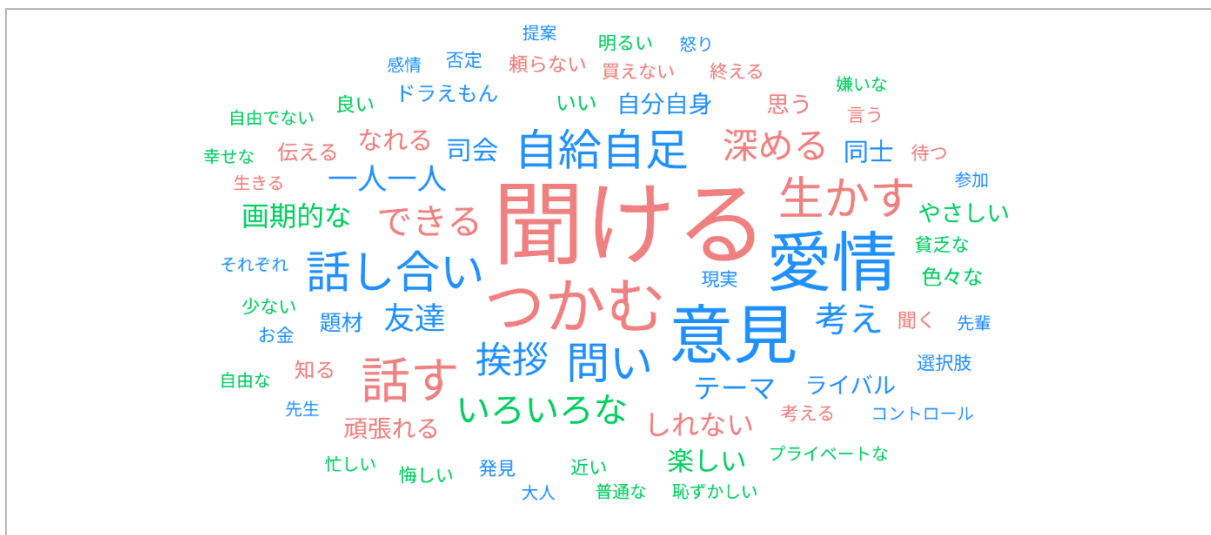 提案
明るい
怒り
感情
否定
頼らない
買えない
終える
嫌いな
ドラえもん
良い
いい
自分自身
思う
言う
自由でない
なれる
司会
自給自足
深める
同士
待つ
幸せな
伝える
生きる
一人一人
聞ける
生かす
参加
画期的な
できる
やさしい
それぞれ
話し合い
愛情
貧乏な
色々な
現実
少ない
お金
題材
友達
つかむ
意見
考え
聞く
先輩
挨拶
問い
選択肢
自由な
知る
話す
テーマ
ライバル
先生
頑張れる
いろいろな
しれない
考える
コントロール
忙しい
悔しい
発見
近い
楽しい
プライベートな
大人
普通な
恥ずかしい